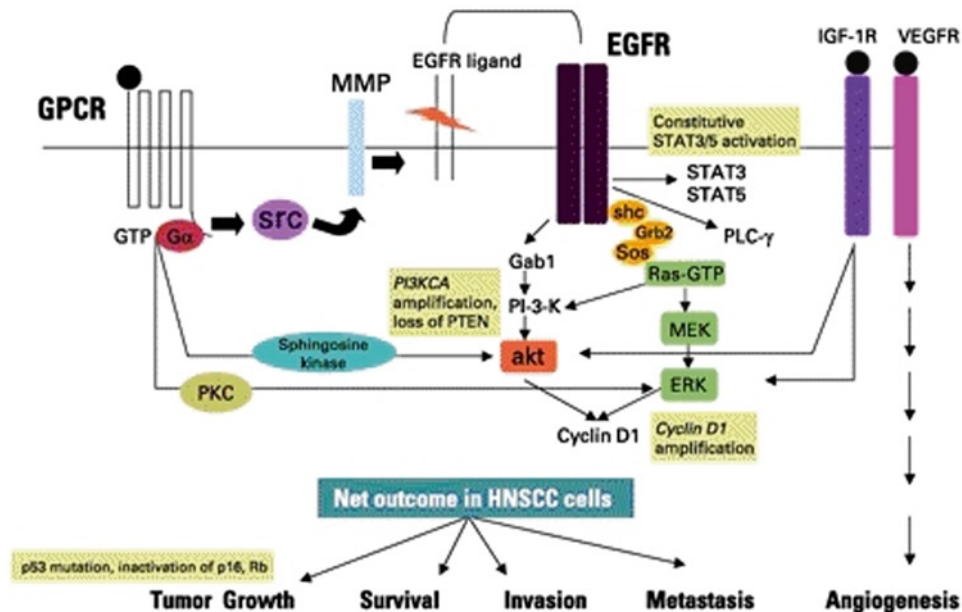 EGFR
IGF-1R
VEGFR
EGFR ligand
MMP
GPCR
Constitutive
STAT3/5 activation
STAT3
STAT5
src
shc
Grb2
Sos
PLC-γ
GTP
Gα
Gab1
Ras-GTP
PI3KCA
amplification,
loss of PTEN
PI-3-K
MEK
Sphingosine
kinase
akt
ERK
PKC
Cyclin D1
Cyclin D1
amplification
Net outcome in HNSCC cells
p53 mutation, inactivation of p16, Rb
Tumor Growth
Survival
Invasion
Metastasis
Angiogenesis